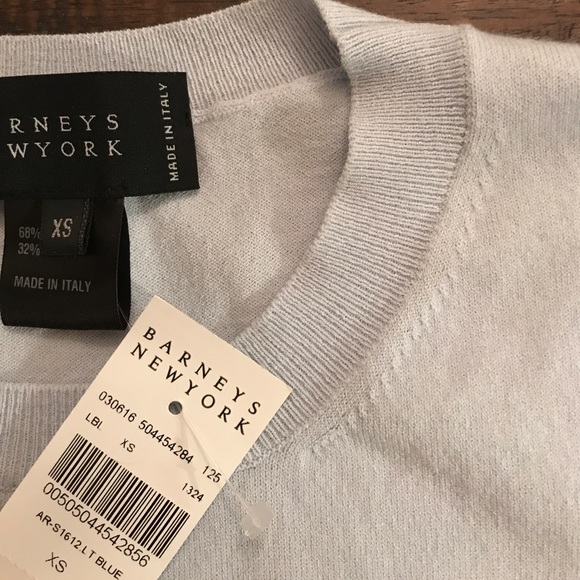 RNEYS
WYORK
MADE IN ITALY
XS
68%
32%
MADE IN ITALY
BARNEYS
NEWYORK
030616 504454284 125
LBL XS 1324
00505044542856
AR-S1612 LT BLUE
XS